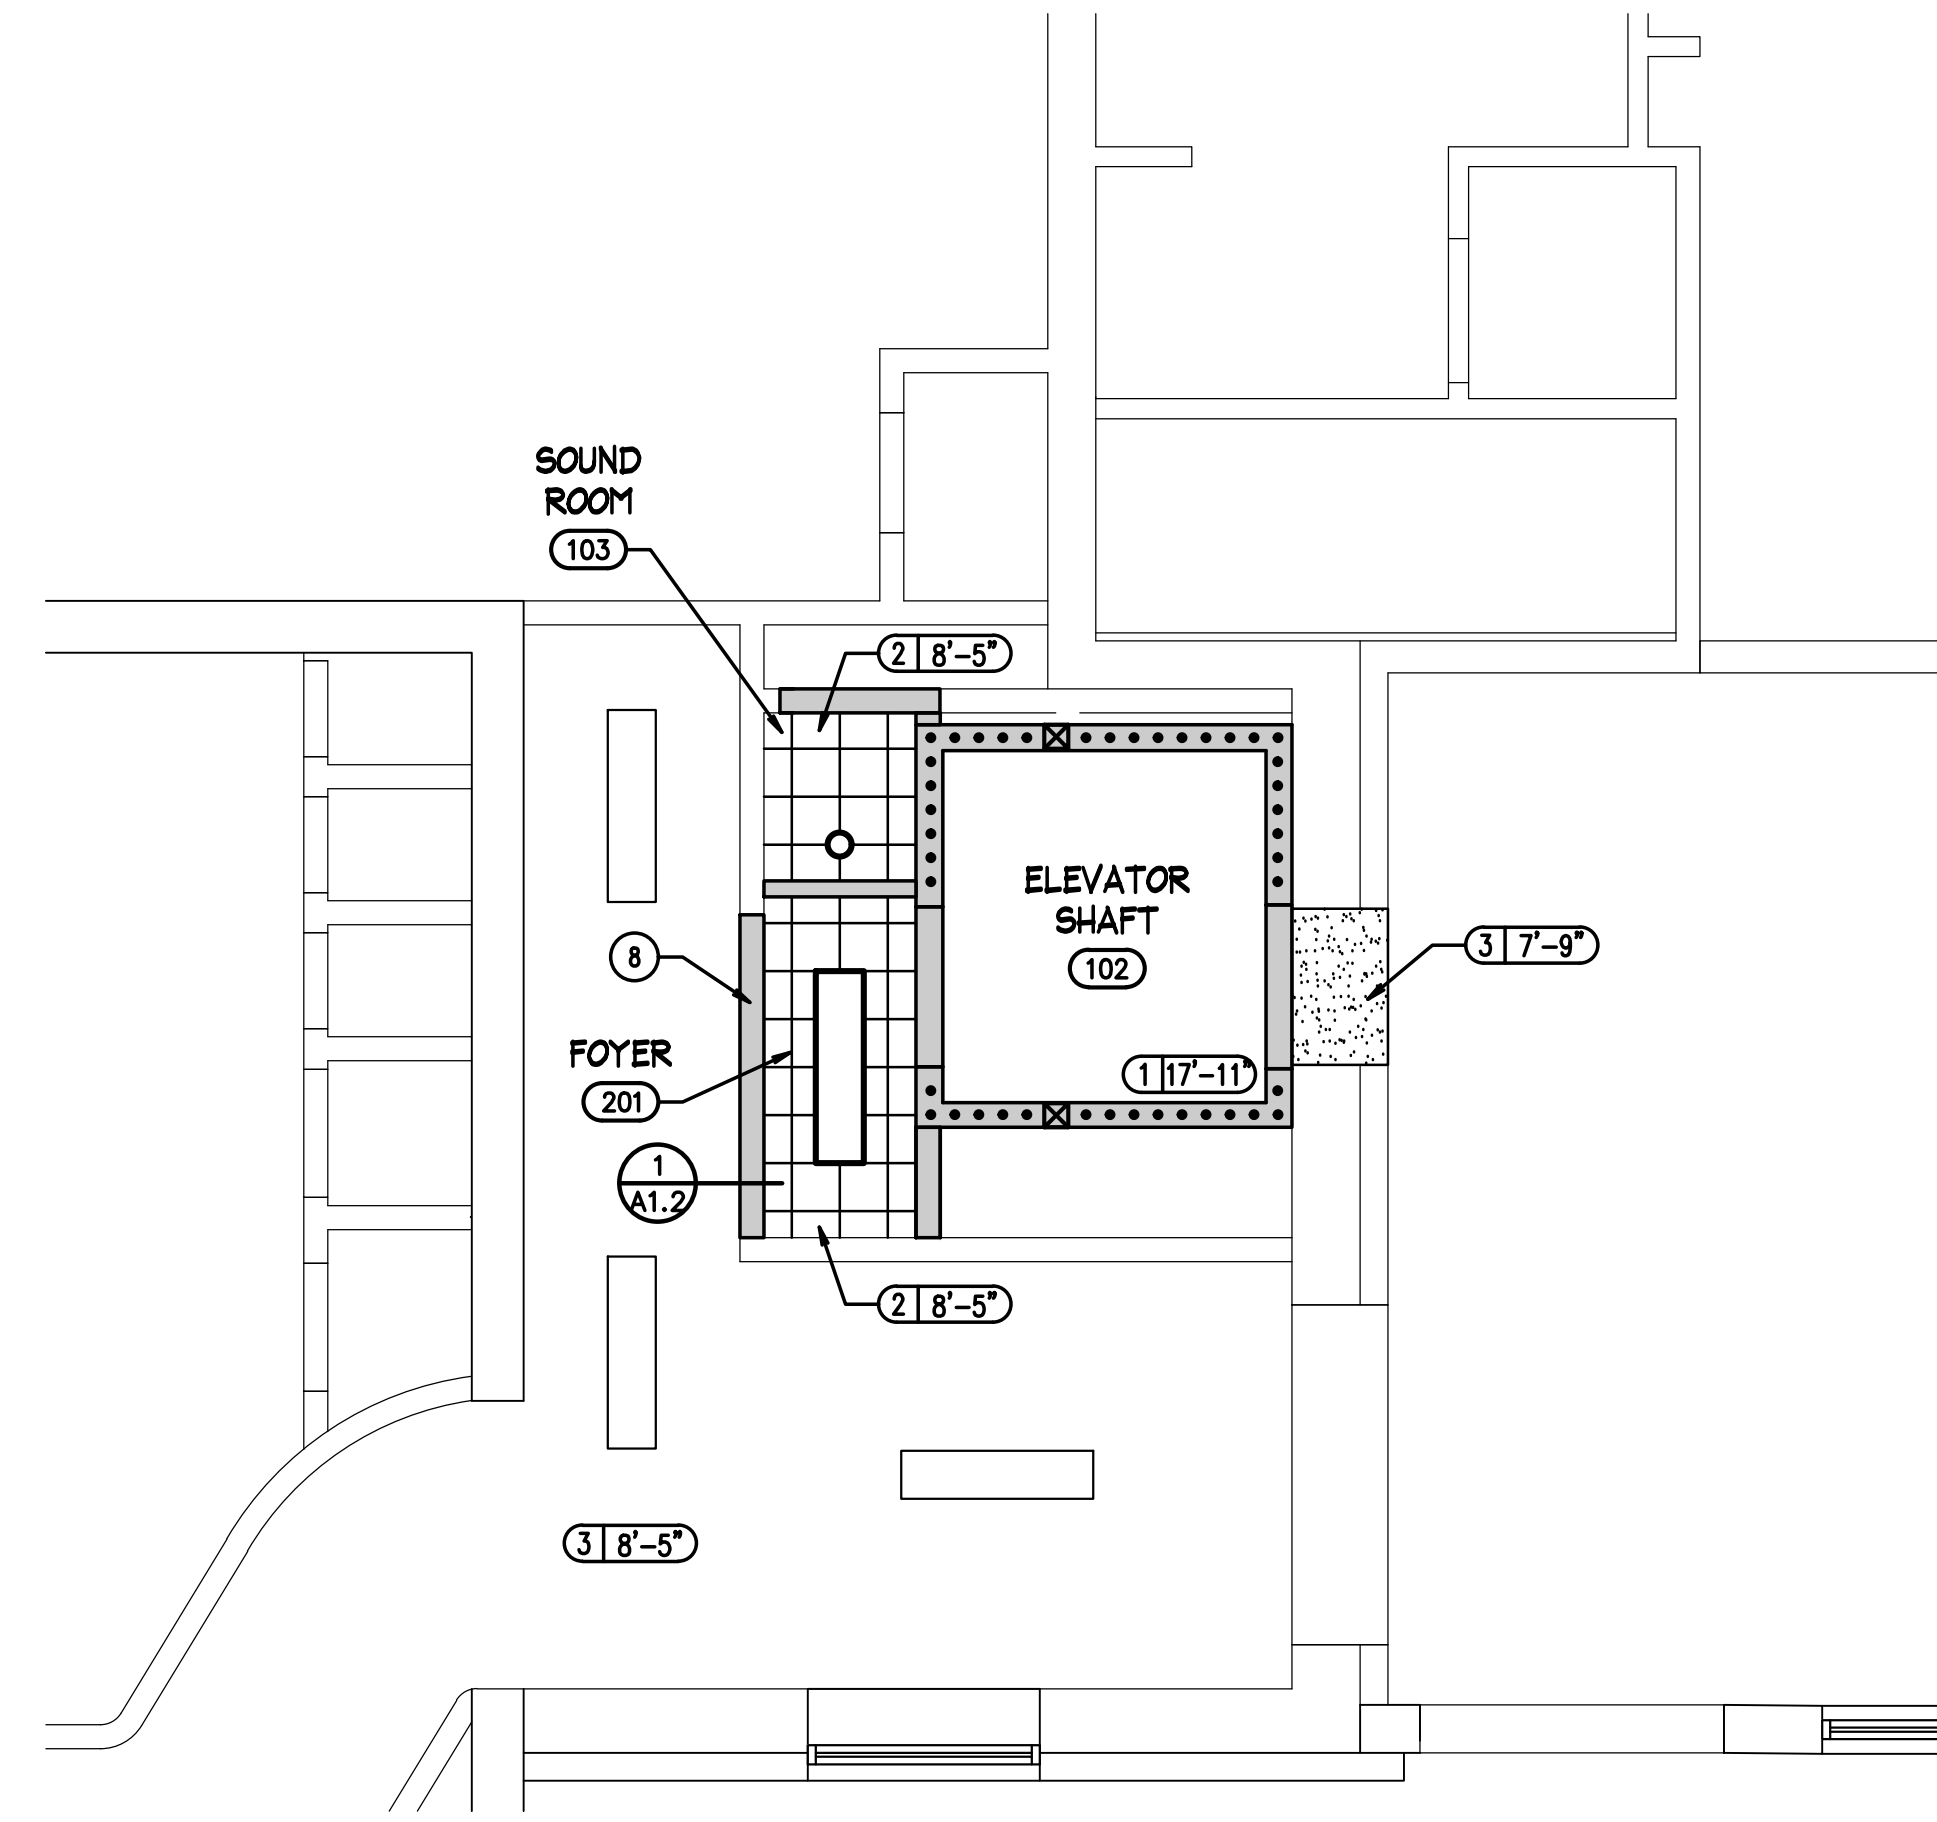 SOUND
ROOM
103
2 8'-5"
ELEVATOR
SHAFT
102
8
3 7'-9"
FOYER
1 17'-11"
201
1
A1.2
2 8'-5"
3 8'-5"